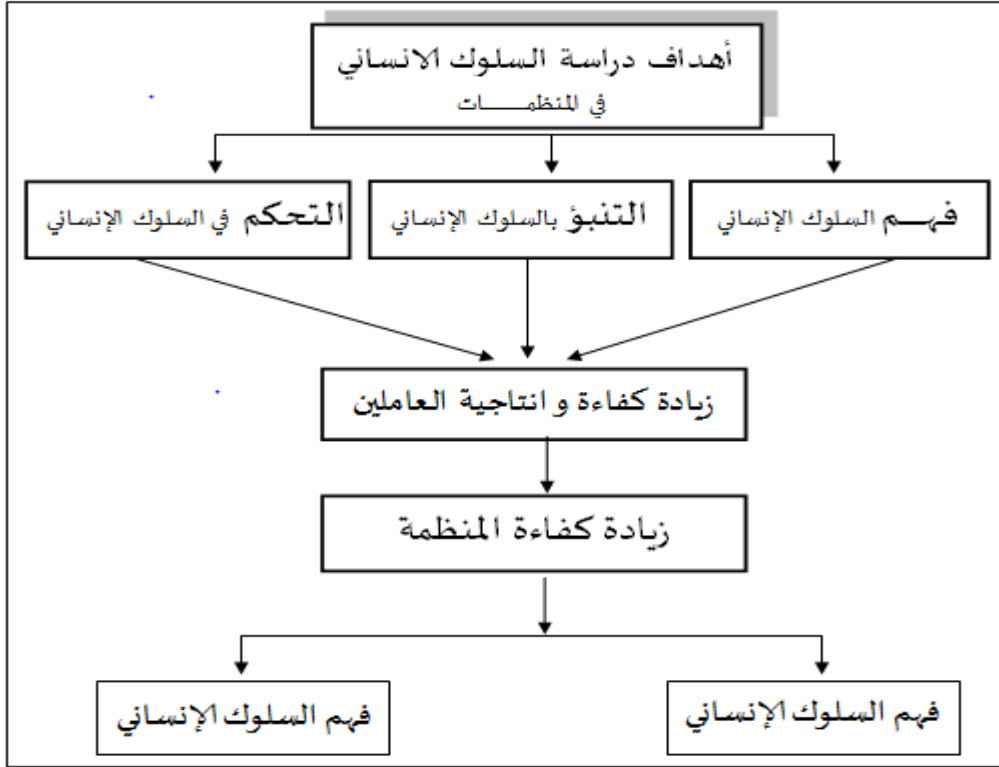 أهداف دراسة السلوك الانساني
في المنظمـــــات
فهــــم السلوك الإنساني
التنبؤ بالسلوك الإنساني
التحكم في السلوك الإنساني
زيادة كفاءة و انتاجية العاملين
زيادة كفاءة المنظمة
فهم السلوك الإنساني
فهم السلوك الإنساني